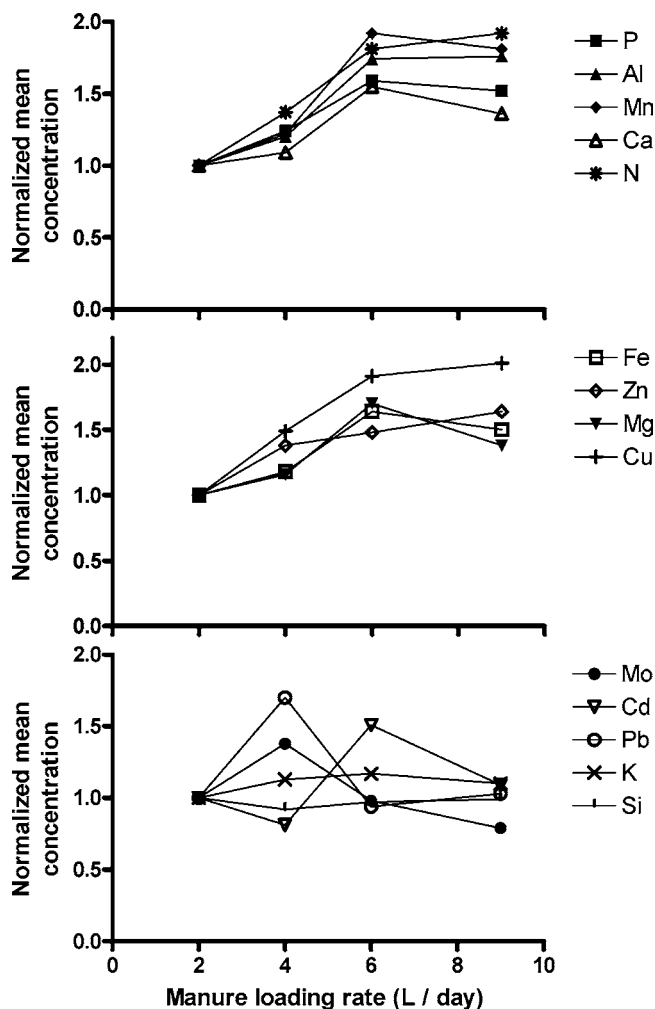 2.0
1.5
1.0
0.5
0.0
Normalized mean
concentration
P
Al
Mn
Ca
N
2.0
1.5
1.0
0.5
0.0
Normalized mean
concentration
Fe
Zn
Mg
Cu
2.0
1.5
1.0
0.5
0.0
Normalized mean
concentration
Mo
Cd
Pb
K
Si
0 2 4 6 8 10
Manure loading rate (L / day)